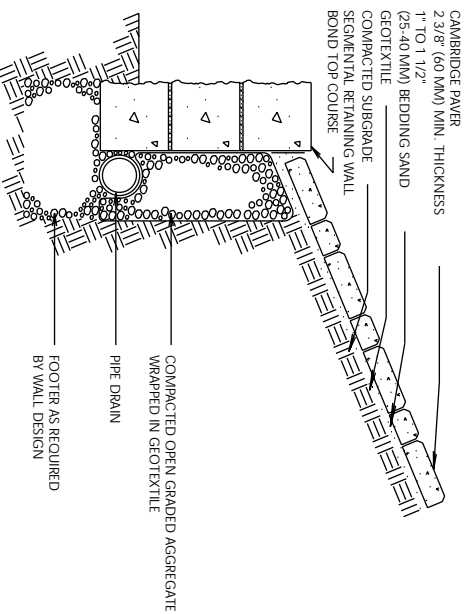 CAMBRIDGE PAVER
2 3/8" (60 MM) MIN. THICKNESS
1" TO 1 1/2"
(25-40 MM) BEDDING SAND
GEOTEXTILE
COMPACTED SUBGRADE
SEGMENTAL RETAINING WALL
BOND TOP COURSE
COMPACTED OPEN GRADED AGGREGATE
WRAPPED IN GEOTEXTILE
PIPE DRAIN
FOOTER AS REQUIRED
BY WALL DESIGN